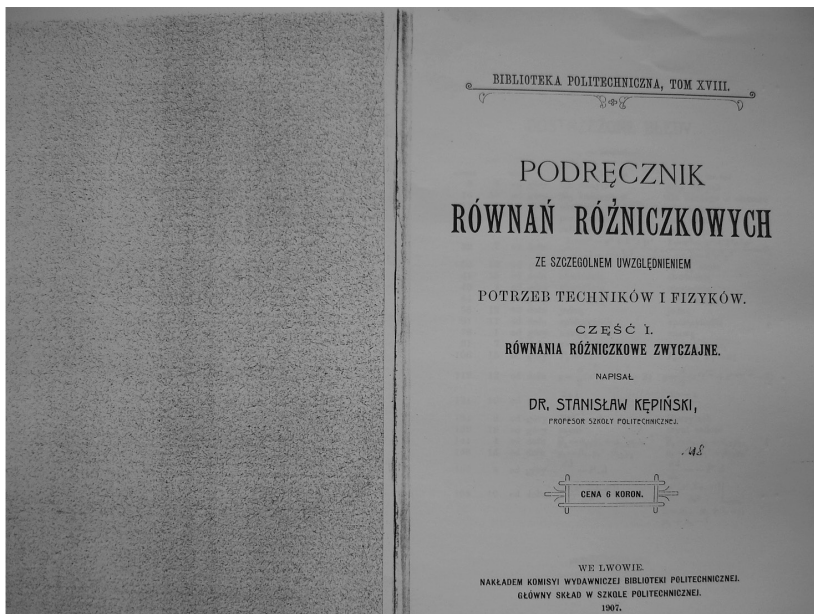 BIBLIOTEKA POLITECHNICZNA, TOM XVIII.
PODRĘCZNIK
RÓWNAŃ RÓŻNICZKOWYCH
ZE SZCZEGOLNEM UWZGLĘDNIENIEM
POTRZEB TECHNIKÓW I FIZYKÓW.
CZĘŚĆ I.
RÓWNANIA RÓŻNICZKOWE ZWYCZAJNE.
NAPISAŁ
DR. STANISŁAW KĘPIŃSKI,
PROFESOR SZKOŁY POLITECHNICZNEJ.
CENA 6 KORON.
WE LWOWIE.
NAKŁADEM KOMISYI WYDAWNICZEJ BIBLIOTEKI POLITECHNICZNEJ.
GŁÓWNY SKŁAD W SZKOLE POLITECHNICZNEJ.
1907.